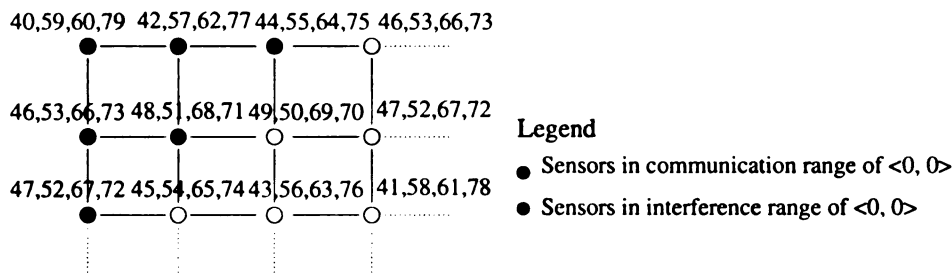 40,59,60,79 42,57,62,77 44,55,64,75 46,53,66,73
46,53,66,73 48,51,68,71 49,50,69,70 47,52,67,72
47,52,67,72 45,54,65,74 43,56,63,76 41,58,61,78
Legend
Sensors in communication range of <0, 0>
Sensors in interference range of <0, 0>